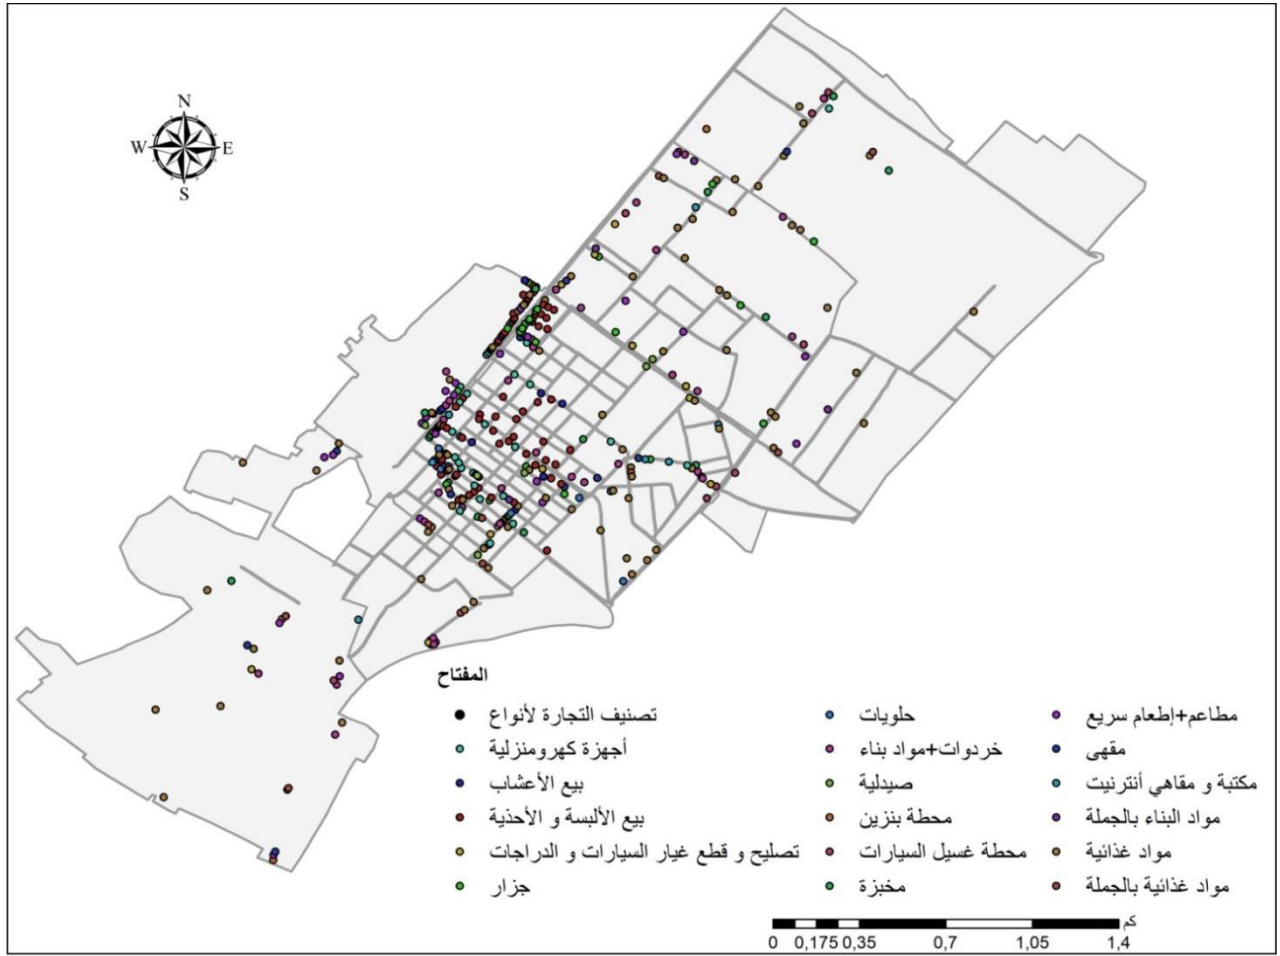 N
W E
S
المفتاح
تصنيف التجارة لأنواع
أجهزة كهرومنزلية
بيع الأعشاب
بيع الألبسة و الأحذية
تصليح و قطع غيار السيارات و الدراجات
جزار
حلويات
خردوات+مواد بناء
صيدلية
محطة بنزين
محطة غسيل السيارات
مخبزة
مطاعم+إطعام سريع
مقهى
مكتبة و مقاهي أنترنيت
مواد البناء بالجملة
مواد غذائية
مواد غذائية بالجملة
كم
0 0,175 0,35 0,7 1,05 1,4